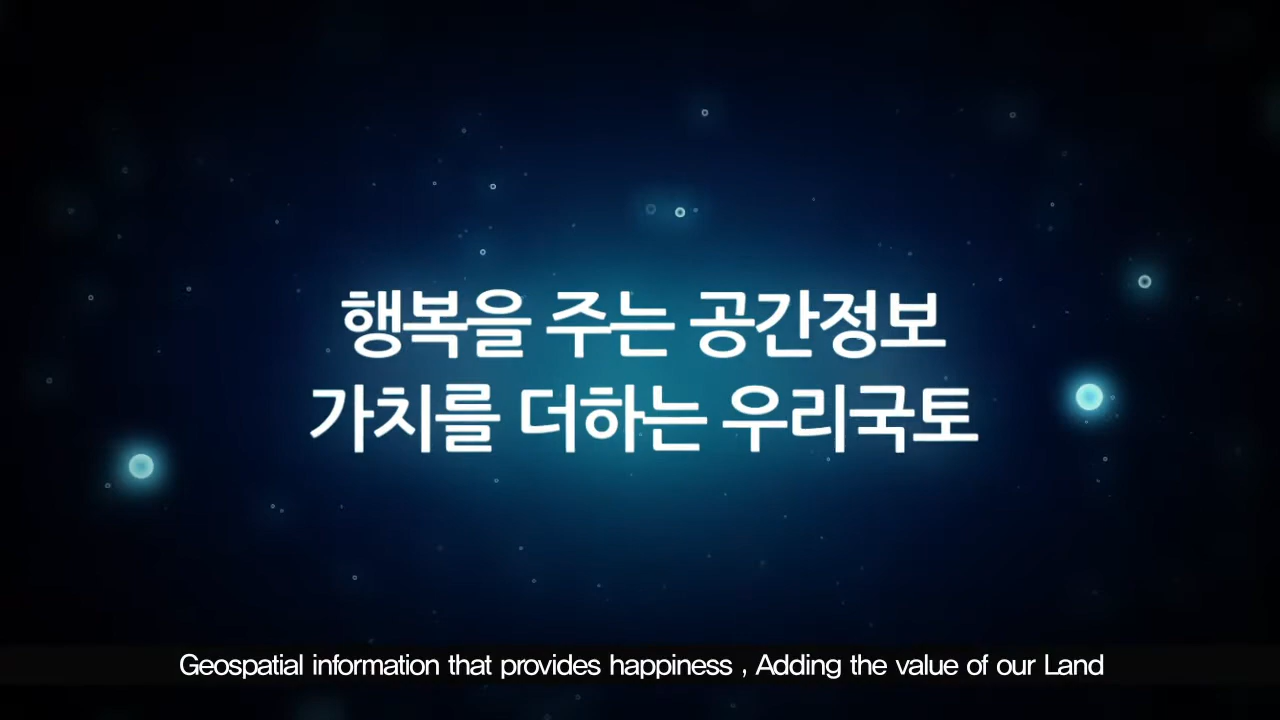 행복을 주는 공간정보
가치를 더하는 우리국토
Geospatial information that provides happiness , Adding the value of our Land